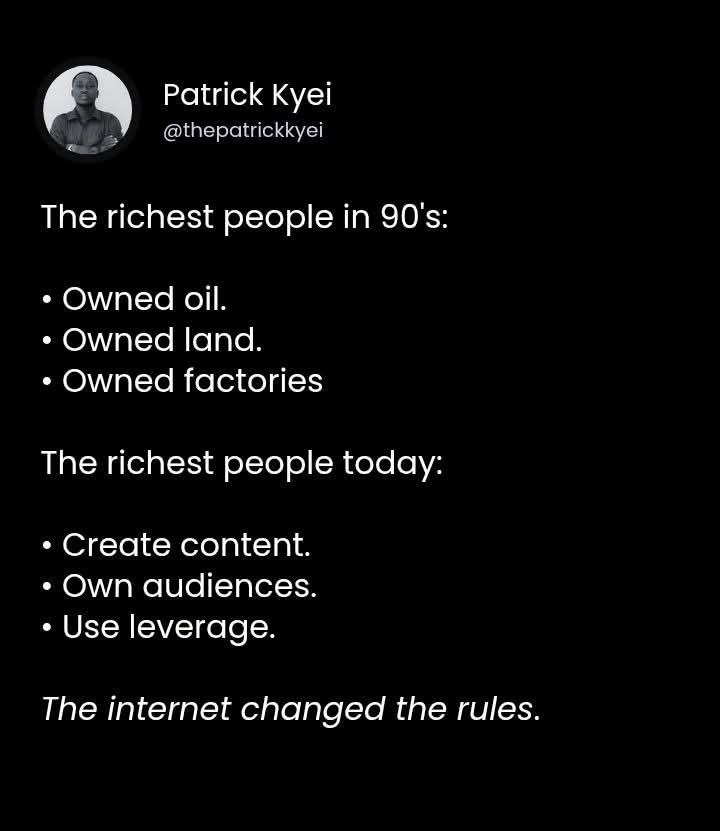 Patrick Kyei
@thepatrickkyei
The richest people in 90's:
• Owned oil.
• Owned land.
• Owned factories
The richest people today:
• Create content.
• Own audiences.
• Use leverage.
The internet changed the rules.